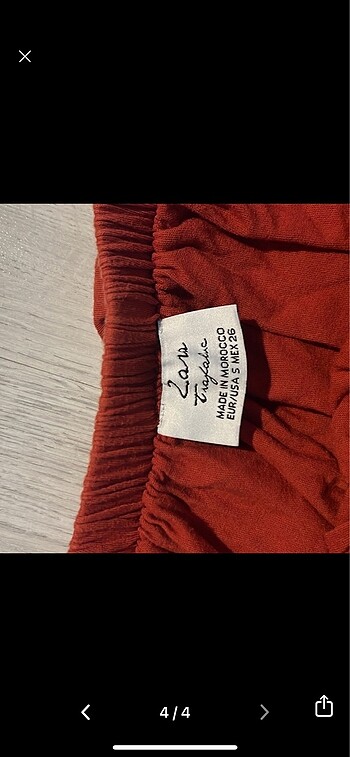 Zara
Trafaluc
MADE IN MOROCCO
EUR/USA S MEX 26
4/4